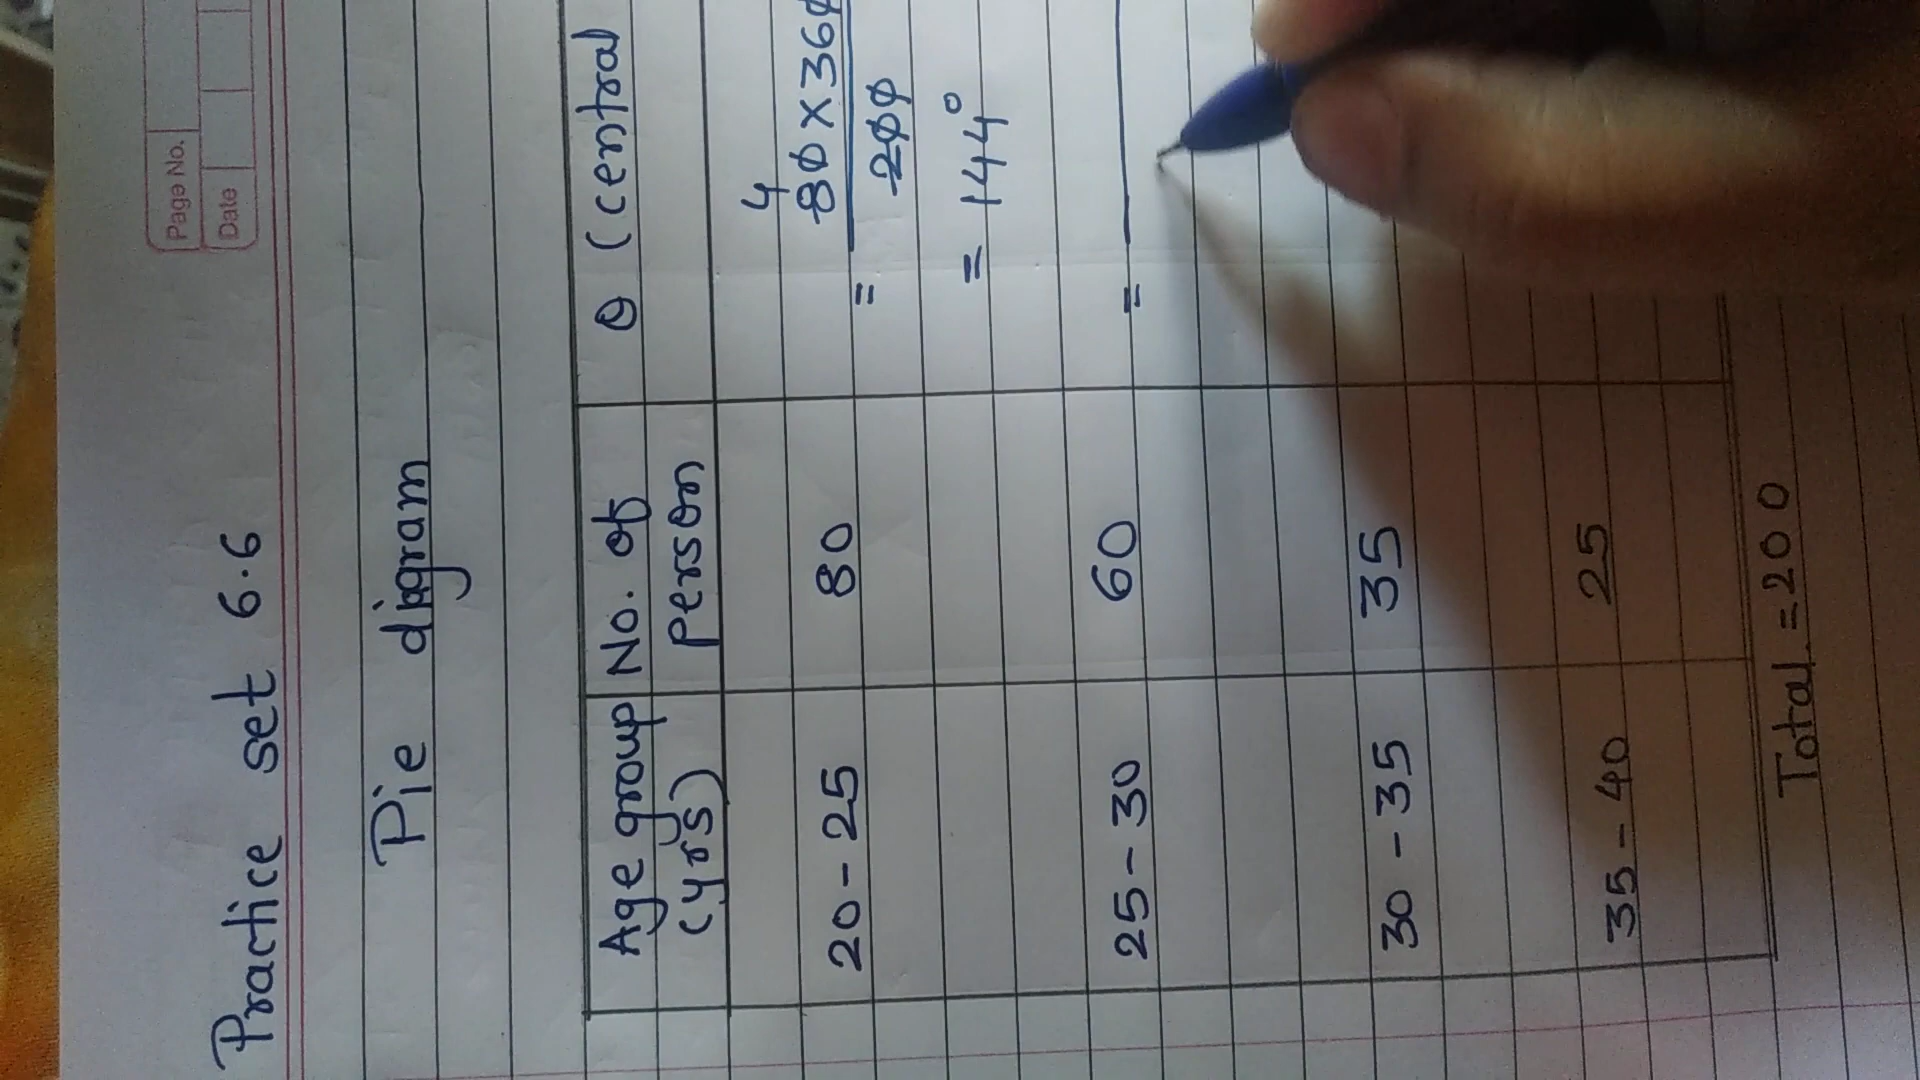 Page No.
Date
Practice set 6.6
Pie diagram
Age group (yrs)
No. of person
θ (central
20-25
80
= 80 × 360 / 200
4
= 144°
25-30
60
=
30-35
35
35-40
25
Total = 200